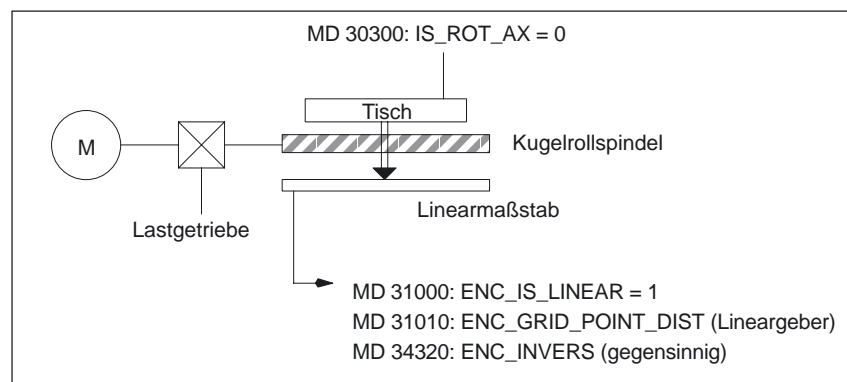 MD 30300: IS_ROT_AX = 0
Tisch
M
Kugelrollspindel
Linearmaßstab
Lastgetriebe
MD 31000: ENC_IS_LINEAR = 1
MD 31010: ENC_GRID_POINT_DIST (Lineargeber)
MD 34320: ENC_INVERS (gegensinnig)